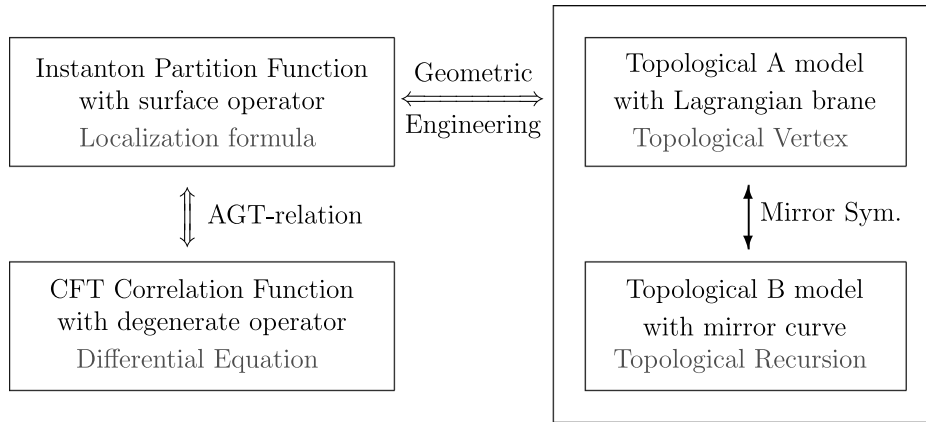 Instanton Partition Function
with surface operator
Localization formula
Geometric
Engineering
Topological A model
with Lagrangian brane
Topological Vertex
AGT-relation
Mirror Sym.
CFT Correlation Function
with degenerate operator
Differential Equation
Topological B model
with mirror curve
Topological Recursion